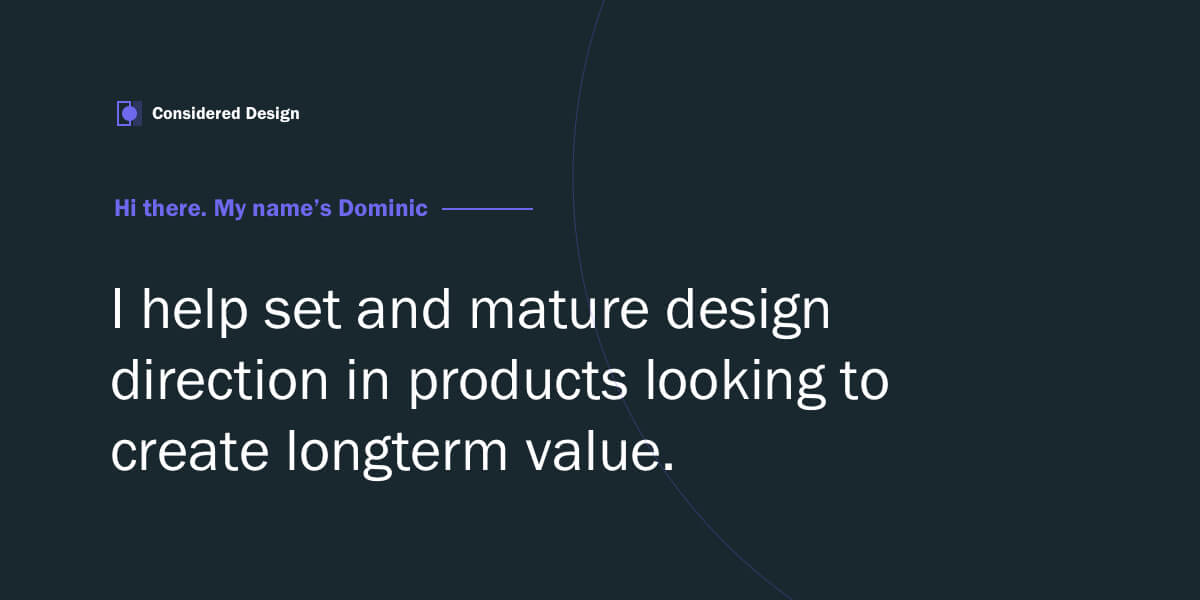 Considered Design
Hi there. My name’s Dominic
I help set and mature design
direction in products looking to
create longterm value.